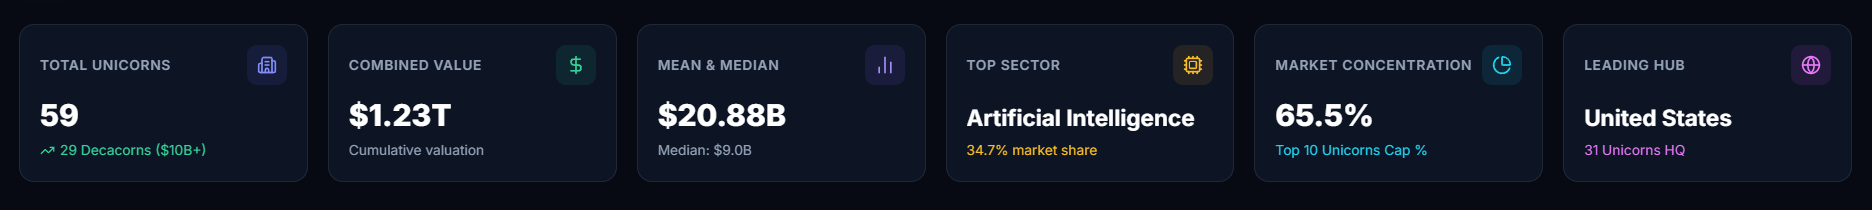 TOTAL UNICORNS
59
29 Decacorns ($10B+)
COMBINED VALUE
$1.23T
Cumulative valuation
MEAN & MEDIAN
$20.88B
Median: $9.0B
TOP SECTOR
Artificial Intelligence
34.7% market share
MARKET CONCENTRATION
65.5%
Top 10 Unicorns Cap %
LEADING HUB
United States
31 Unicorns HQ